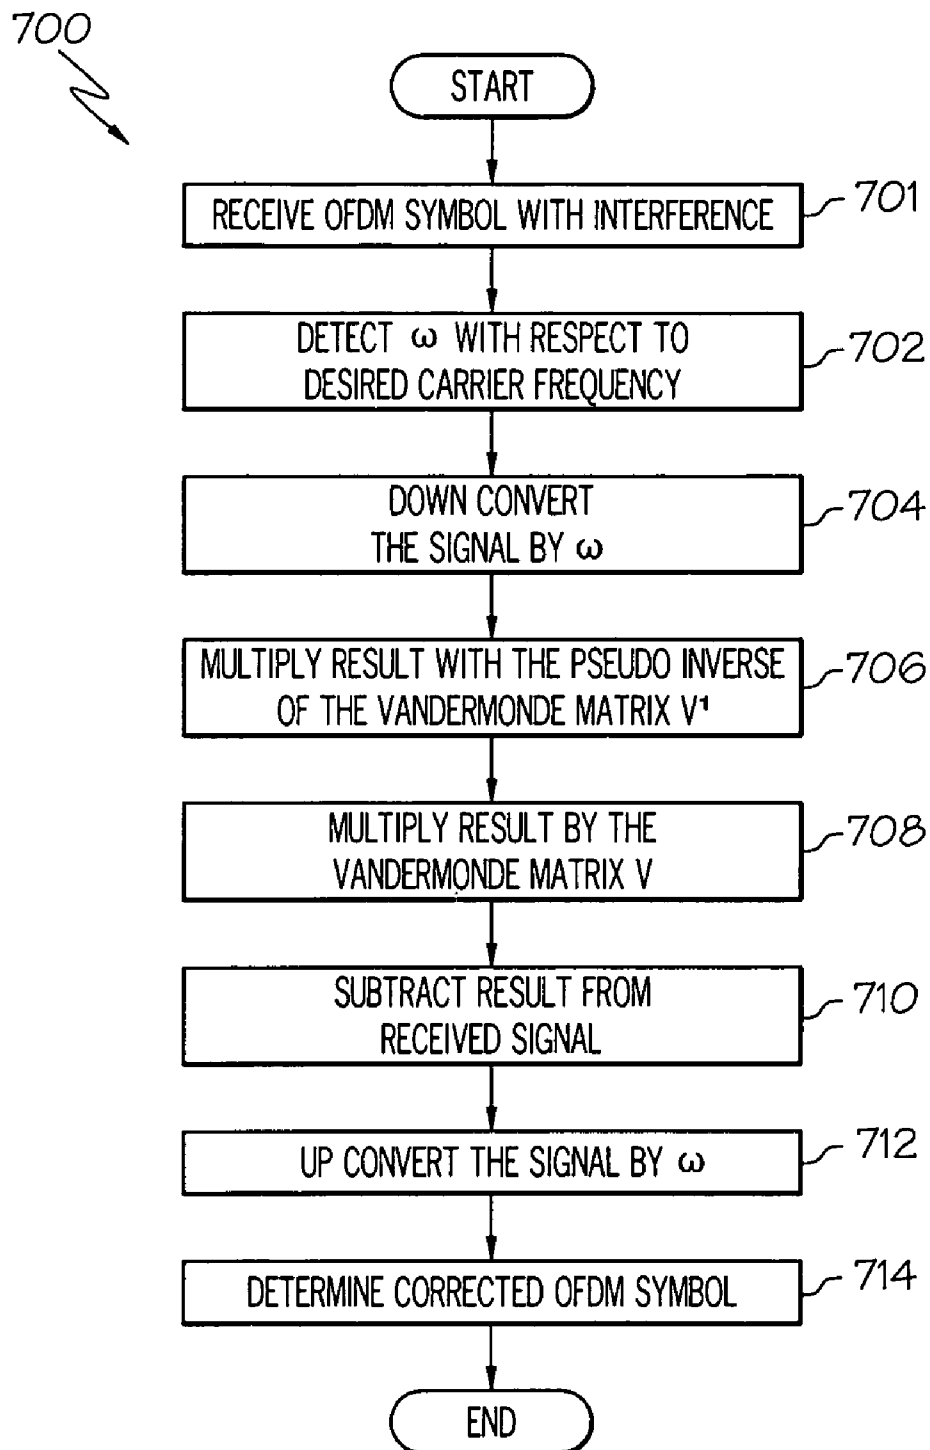 700
START
RECEIVE OFDM SYMBOL WITH INTERFERENCE
701
DETECT ω WITH RESPECT TO
DESIRED CARRIER FREQUENCY
702
DOWN CONVERT
THE SIGNAL BY ω
704
MULTIPLY RESULT WITH THE PSEUDO INVERSE
OF THE VANDERMONDE MATRIX V¹
706
MULTIPLY RESULT BY THE
VANDERMONDE MATRIX V
708
SUBTRACT RESULT FROM
RECEIVED SIGNAL
710
UP CONVERT THE SIGNAL BY ω
712
DETERMINE CORRECTED OFDM SYMBOL
714
END